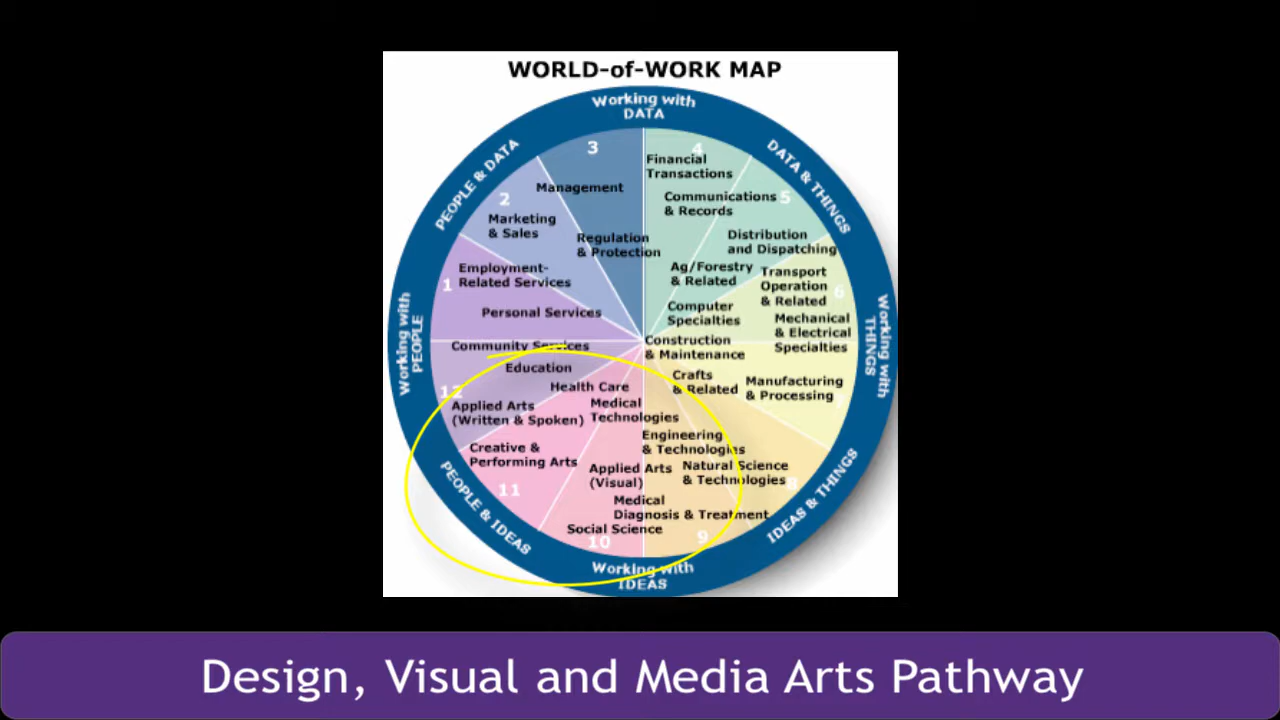 WORLD-of-WORK MAP
Working with
DATA
PEOPLE & DATA
DATA & THINGS
3
4
Financial
Transactions
Management
2
Communications
& Records
5
Marketing
& Sales
Regulation
& Protection
Distribution
and Dispatching
1
Employment-
Related Services
Ag/Forestry
& Related
Transport
Operation
& Related
6
Personal Services
Computer
Specialties
Mechanical
& Electrical
Specialties
Working with
PEOPLE
Working with
THINGS
Community Services
Construction
& Maintenance
Education
Crafts
& Related
Manufacturing
& Processing
12
Health Care
Applied Arts
(Written & Spoken)
Medical
Technologies
Engineering
& Technologies
Creative &
Performing Arts
Applied Arts
(Visual)
Natural Science
& Technologies
8
11
Medical
Diagnosis & Treatment
Social Science
10
9
PEOPLE & IDEAS
IDEAS & THINGS
Working with
IDEAS
Design, Visual and Media Arts Pathway